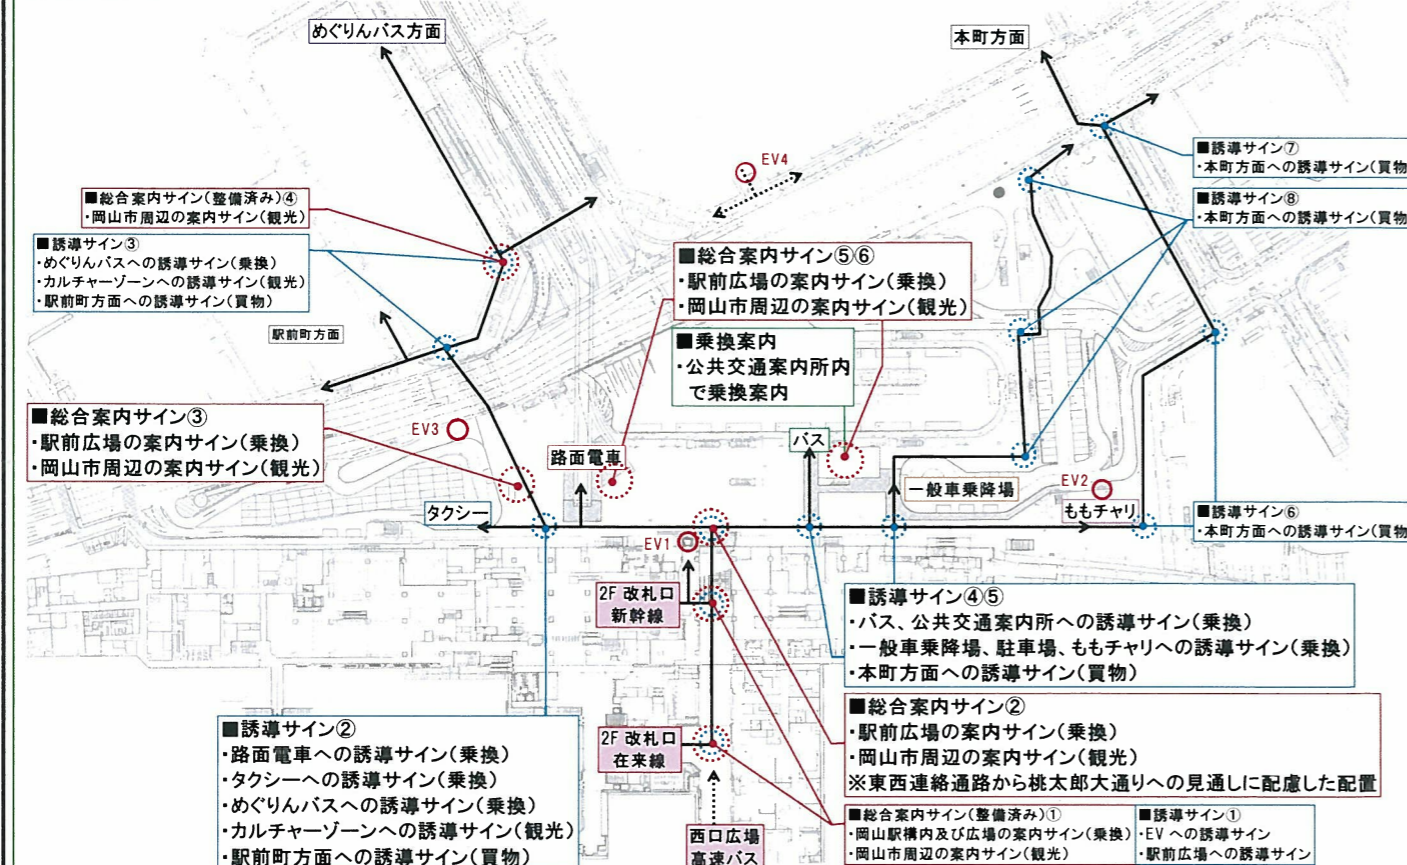 めぐりんバス方面
本町方面
EV4
■誘導サイン⑦
・本町方面への誘導サイン(買物
■総合案内サイン(整備済み)④
・岡山市周辺の案内サイン(観光)
■誘導サイン⑧
・本町方面への誘導サイン(買物
■誘導サイン③
・めぐりんバスへの誘導サイン(乗換)
・カルチャーゾーンへの誘導サイン(観光)
・駅前町方面への誘導サイン(買物)
■総合案内サイン⑤⑥
・駅前広場の案内サイン(乗換)
・岡山市周辺の案内サイン(観光)
駅前町方面
■乗換案内
・公共交通案内所内
で乗換案内
■総合案内サイン③
・駅前広場の案内サイン(乗換)
・岡山市周辺の案内サイン(観光)
EV3
路面電車
バス
一般車乗降場
EV2
タクシー
ももチャリ
■誘導サイン⑥
・本町方面への誘導サイン(買物
EV1
2F 改札口
新幹線
■誘導サイン④⑤
・バス、公共交通案内所への誘導サイン(乗換)
・一般車乗降場、駐車場、ももチャリへの誘導サイン(乗換)
・本町方面への誘導サイン(買物)
■総合案内サイン②
・駅前広場の案内サイン(乗換)
・岡山市周辺の案内サイン(観光)
※東西連絡通路から桃太郎大通りへの見通しに配慮した配置
■誘導サイン②
・路面電車への誘導サイン(乗換)
・タクシーへの誘導サイン(乗換)
・めぐりんバスへの誘導サイン(乗換)
・カルチャーゾーンへの誘導サイン(観光)
・駅前町方面への誘導サイン(買物)
2F 改札口
在来線
西口広場
高速バス
■総合案内サイン(整備済み)①
・岡山駅構内及び広場の案内サイン(乗換)
・岡山市周辺の案内サイン(観光)
■誘導サイン①
・EV への誘導サイン
・駅前広場への誘導サイン